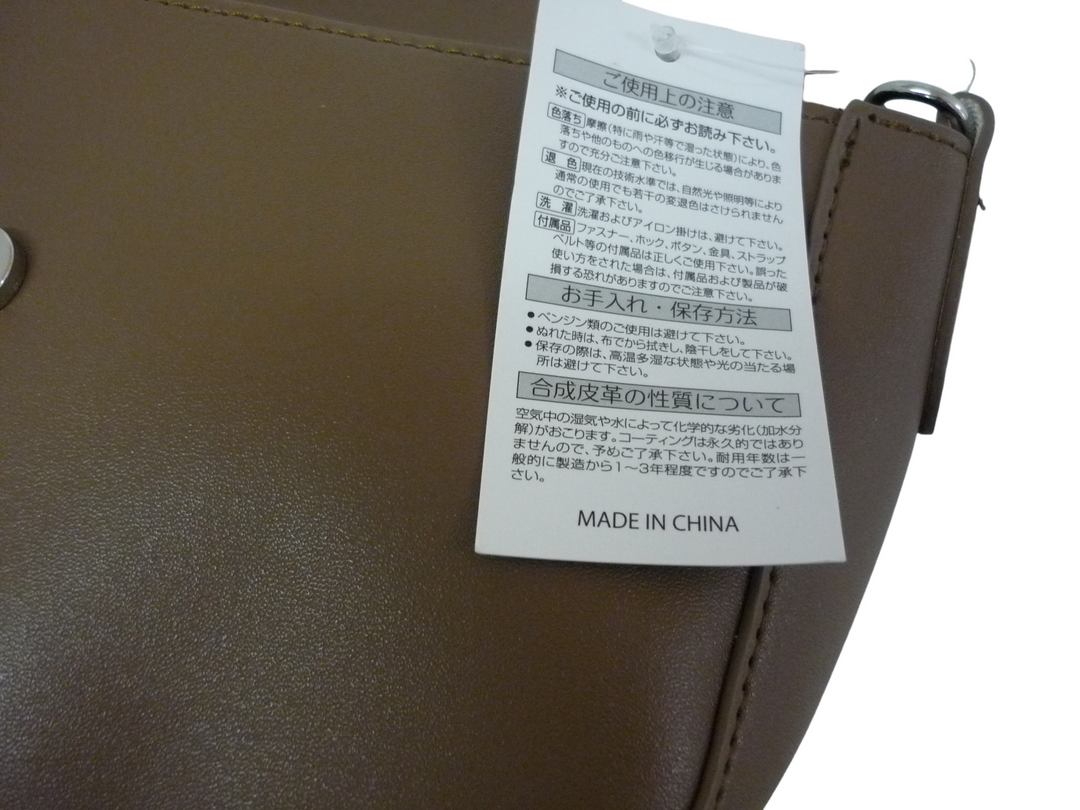 ご使用上の注意
※ご使用の前に必ずお読み下さい。
色落ち 摩擦(特に雨や汗等で湿った状態)により、色
落ちや他のものへの色移行が生じる場合がありま
すので充分ご注意下さい。
退 色 現在の技術水準では、自然光や照明等により
通常の使用でも若干の変退色はさけられません
のでご了承下さい。
洗 濯 洗濯およびアイロン掛けは、避けて下さい。
付属品 ファスナー、ホック、ボタン、金具、ストラップ
ベルト等の付属品は正しくご使用下さい。誤った
使い方をされた場合は、付属品および製品が破
損する恐れがありますのでご注意下さい。
お手入れ・保存方法
●ベンジン類のご使用は避けて下さい。
●ぬれた時は、布でから拭きし、陰干しをして下さい。
●保存の際は、高温多湿な状態や光の当たる場
所は避けて下さい。
合成皮革の性質について
空気中の湿気や水によって化学的な劣化(加水分
解)がおこります。コーティングは永久的ではあり
ませんので、予めご了承下さい。耐用年数は一
般的に製造から1～3年程度ですのでご了承下
さい。
MADE IN CHINA